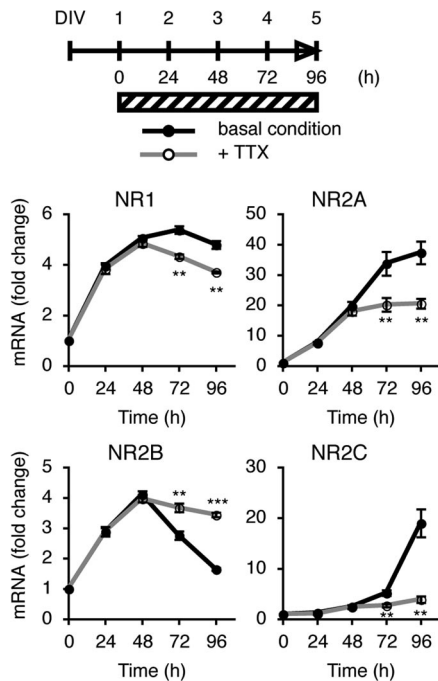 DIV 1 2 3 4 5
0 24 48 72 96 (h)
basal condition
+ TTX
NR1
mRNA (fold change)
6
4
2
0
**
**
0 24 48 72 96
Time (h)
NR2A
50
40
30
20
10
0
**
**
0 24 48 72 96
Time (h)
NR2B
mRNA (fold change)
5
4
3
2
1
0
**
***
0 24 48 72 96
Time (h)
NR2C
30
20
10
0
**
**
0 24 48 72 96
Time (h)